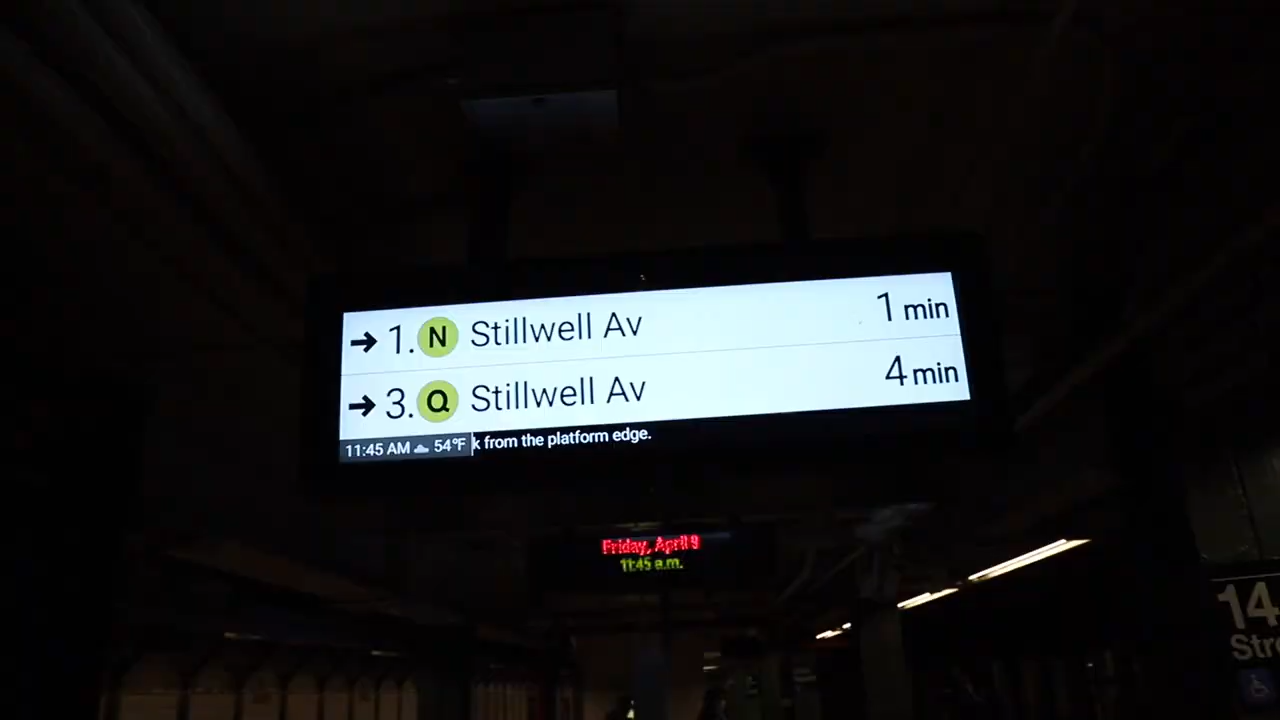 → 1. N Stillwell Av 1 min
→ 3. Q Stillwell Av 4 min
11:45 AM 54°F k from the platform edge.
Friday, April 9
11:45 a.m.
14
Str